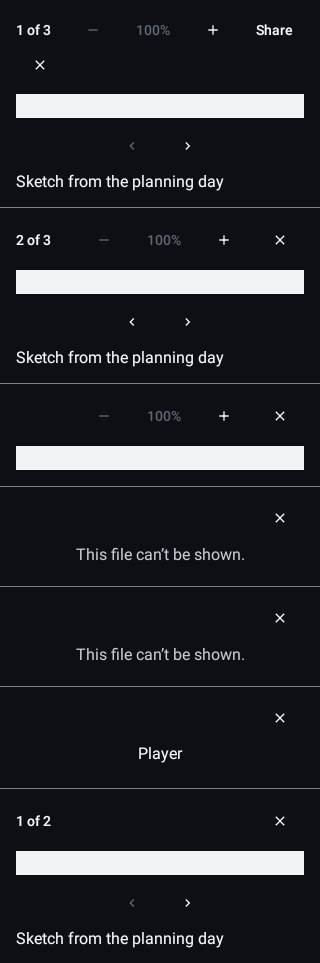 1 of 3 − 100% + Share
×
‹ ›
Sketch from the planning day
2 of 3 − 100% + ×
‹ ›
Sketch from the planning day
− 100% + ×
×
This file can’t be shown.
×
This file can’t be shown.
×
Player
1 of 2 ×
‹ ›
Sketch from the planning day